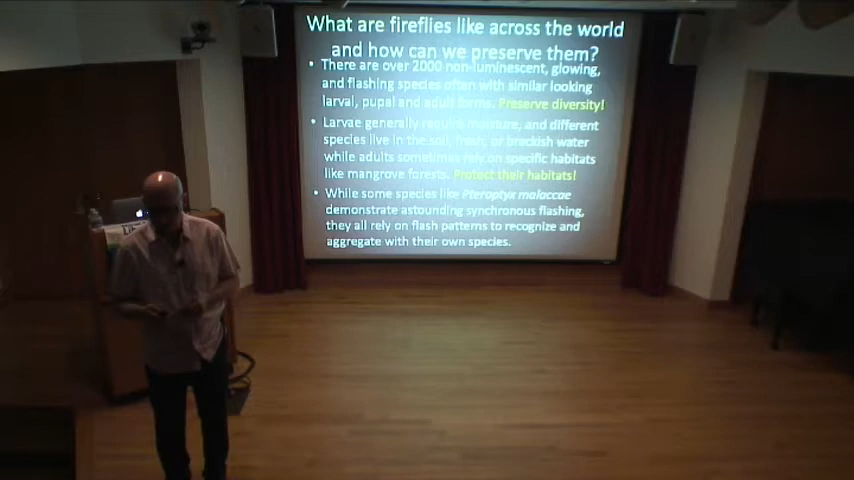 What are fireflies like across the world
and how can we preserve them?
• There are over 2000 non-luminescent, glowing,
and flashing species often with similar looking
larval, pupal and adult forms. Preserve diversity!
• Larvae generally require moisture, and different
species live in the soil, fresh, or brackish water
while adults sometimes rely on specific habitats
like mangrove forests. Protect their habitats!
• While some species like Pteroptyx malaccae
demonstrate astounding synchronous flashing,
they all rely on flash patterns to recognize and
aggregate with their own species.